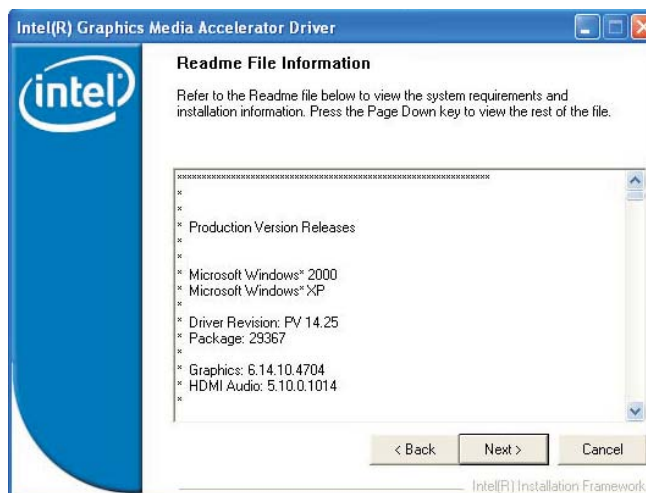 Intel(R) Graphics Media Accelerator Driver
intel
Readme File Information
Refer to the Readme file below to view the system requirements and
installation information. Press the Page Down key to view the rest of the file.
******************************************************************
*
*
* Production Version Releases
*
*
* Microsoft Windows* 2000
* Microsoft Windows* XP
*
* Driver Revision: PV 14.25
* Package: 29367
*
* Graphics: 6.14.10.4704
* HDMI Audio: 5.10.0.1014
*
< Back Next > Cancel
Intel(R) Installation Framework